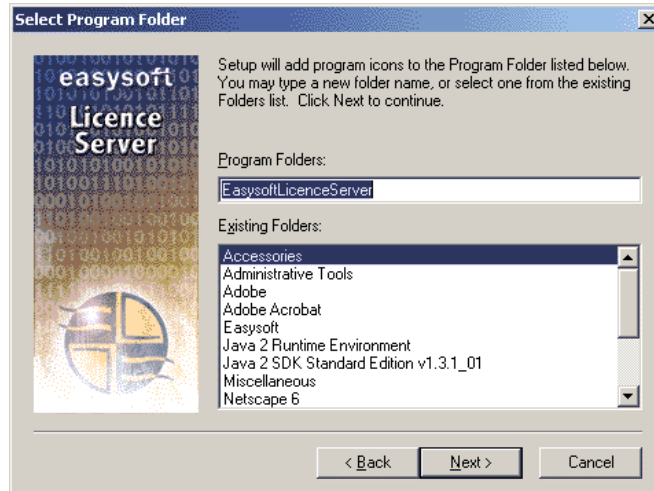 Select Program Folder
easysoft
Licence
Server
Setup will add program icons to the Program Folder listed below.
You may type a new folder name, or select one from the existing
Folders list. Click Next to continue.
Program Folders:
EasysoftLicenceServer
Existing Folders:
Accessories
Administrative Tools
Adobe
Adobe Acrobat
Easysoft
Java 2 Runtime Environment
Java 2 SDK Standard Edition v1.3.1_01
Miscellaneous
Netscape 6
< Back
Next >
Cancel